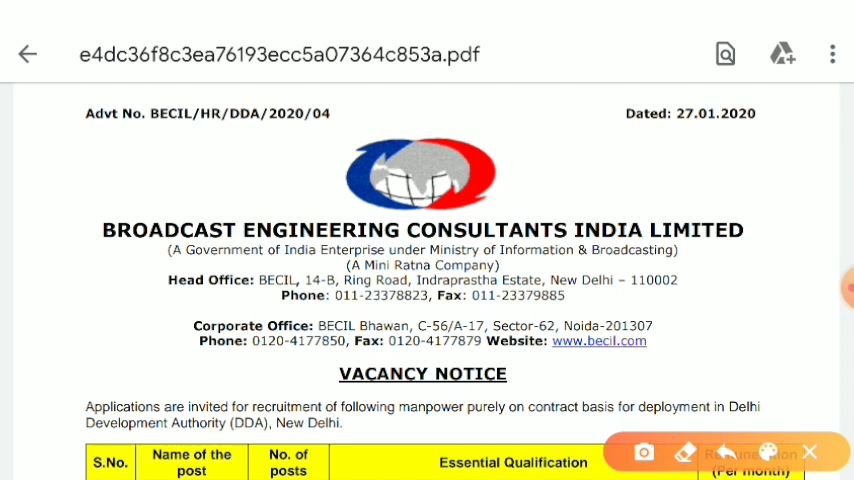 e4dc36f8c3ea76193ecc5a07364c853a.pdf
Advt No. BECIL/HR/DDA/2020/04 Dated: 27.01.2020
BROADCAST ENGINEERING CONSULTANTS INDIA LIMITED
(A Government of India Enterprise under Ministry of Information & Broadcasting)
(A Mini Ratna Company)
Head Office: BECIL, 14-B, Ring Road, Indraprastha Estate, New Delhi – 110002
Phone: 011-23378823, Fax: 011-23379885
Corporate Office: BECIL Bhawan, C-56/A-17, Sector-62, Noida-201307
Phone: 0120-4177850, Fax: 0120-4177879 Website: www.becil.com
VACANCY NOTICE
Applications are invited for recruitment of following manpower purely on contract basis for deployment in Delhi
Development Authority (DDA), New Delhi.
S.No. Name of the post No. of posts Essential Qualification (Per month)